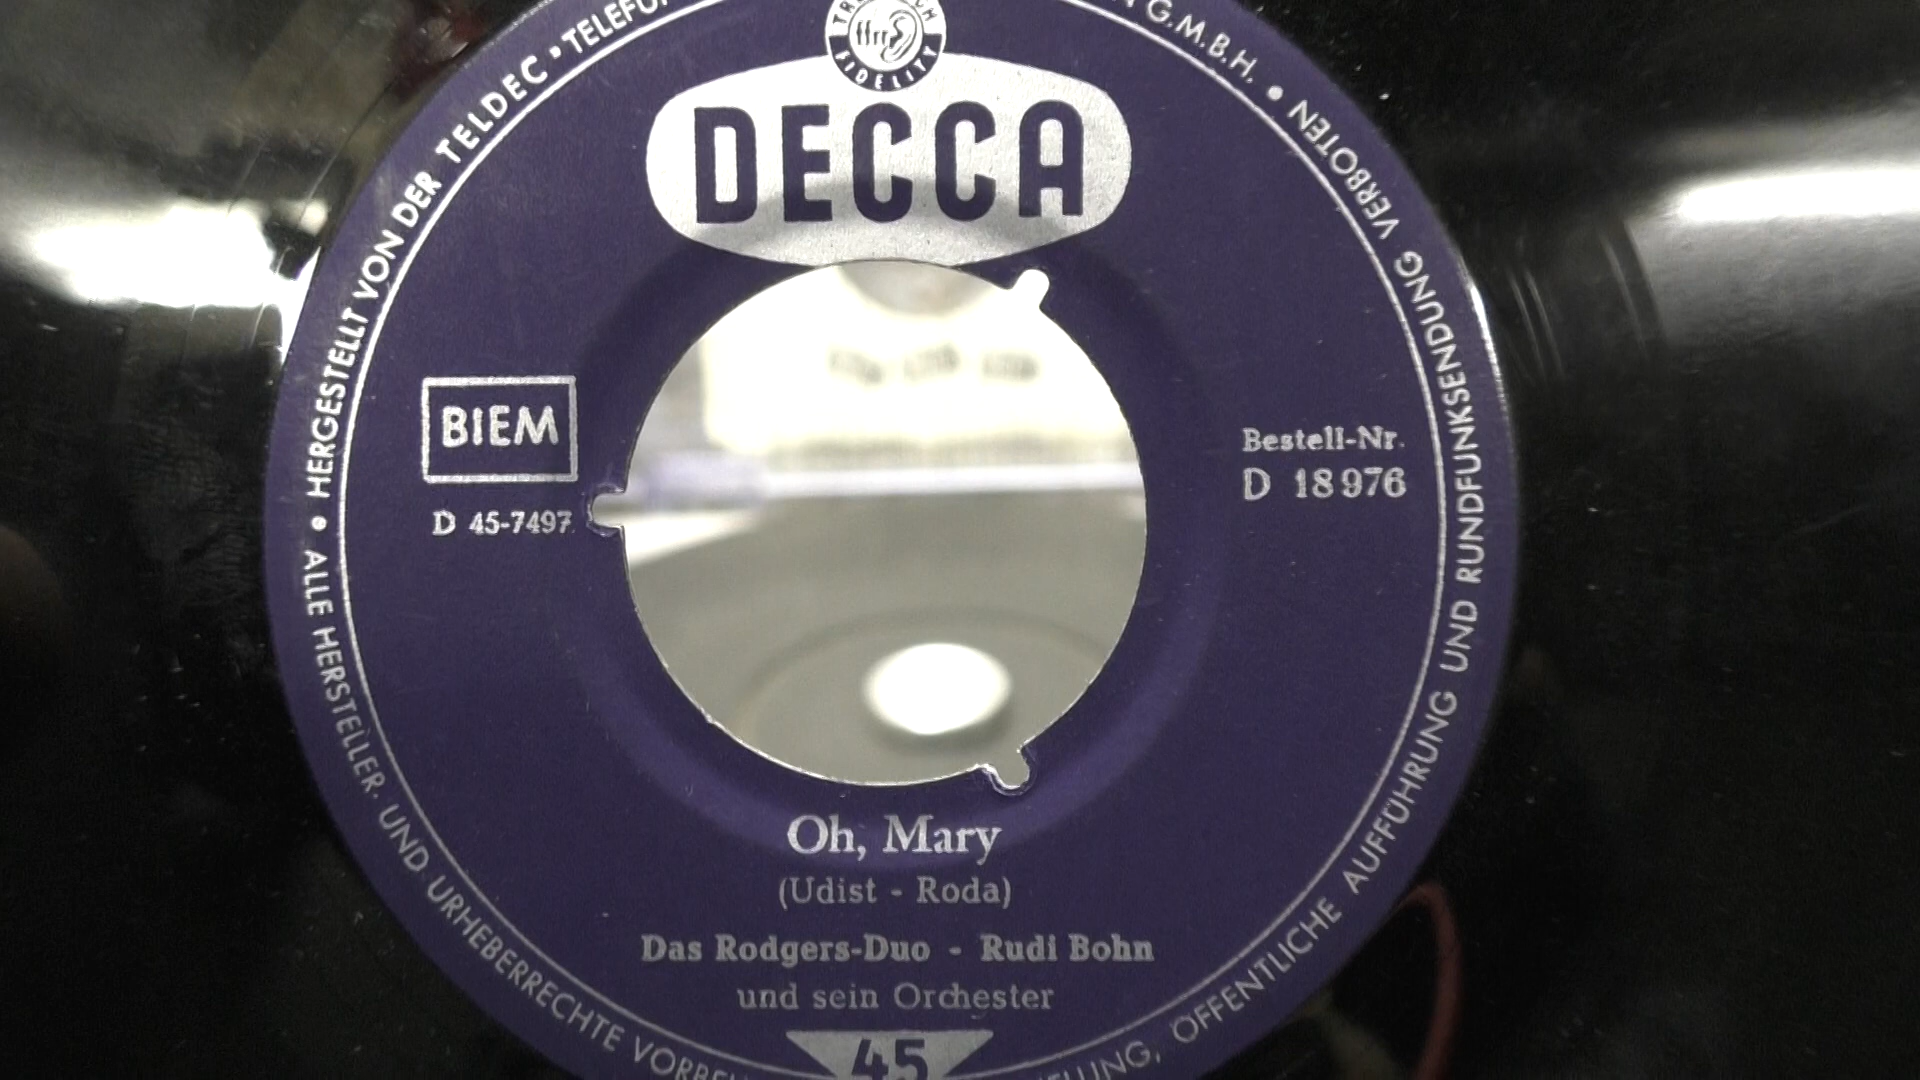 HERGESTELLT VON DER TELDEC • TELEFU
G.M.B.H.
FIDELITY
DECCA
BIEM
D 45-7497
Bestell-Nr.
D 18976
Oh, Mary
(Udist - Roda)
Das Rodgers-Duo - Rudi Bohn
und sein Orchester
45
• ALLE HERSTELLER- UND URHEBERRECHTE VORBE
ÖFFENTLICHE AUFFÜHRUNG UND RUNDFUNKSENDUNG VERBOTEN •